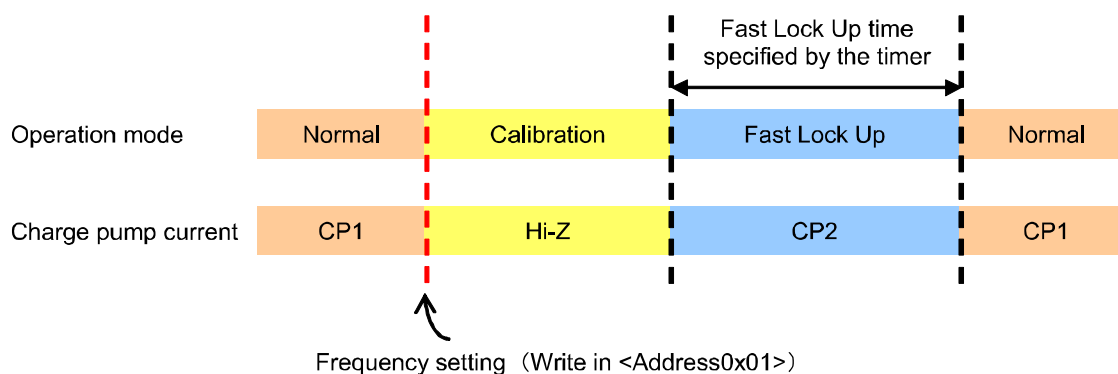 Fast Lock Up time
specified by the timer
Operation mode Normal Calibration Fast Lock Up Normal
Charge pump current CP1 Hi-Z CP2 CP1
Frequency setting（Write in <Address0x01>）